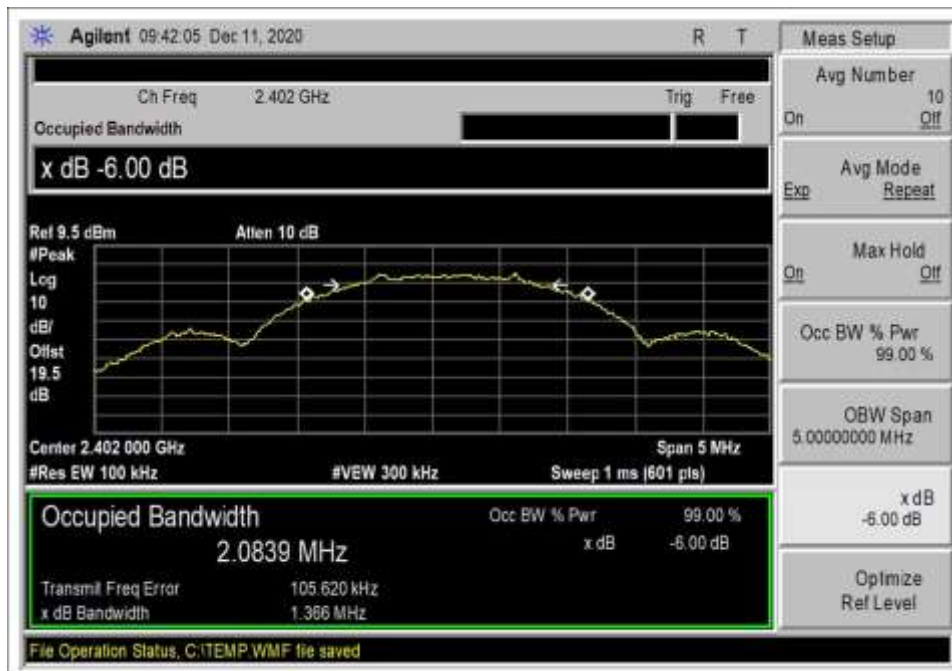 Agilent 09:42:05 Dec 11, 2020 R T
Meas Setup
Ch Freq 2.402 GHz Trig Free
Occupied Bandwidth
x dB -6.00 dB
Ref 9.5 dBm Atten 10 dB
#Peak
Log
10
dB/
Offst
19.5
dB
Center 2.402 000 GHz Span 5 MHz
#Res EW 100 kHz #VEW 300 kHz Sweep 1 ms (601 pts)
Occupied Bandwidth Occ BW % Pwr 99.00 %
2.0839 MHz x dB -6.00 dB
Transmit Freq Error 105.620 kHz
x dB Bandwidth 1.366 MHz
File Operation Status, C:\TEMP.WMF file saved
Avg Number
10
On Off
Avg Mode
Exp Repeat
Max Hold
On Off
Occ BW % Pwr
99.00 %
OBW Span
5.00000000 MHz
x dB
-6.00 dB
Optimize
Ref Level